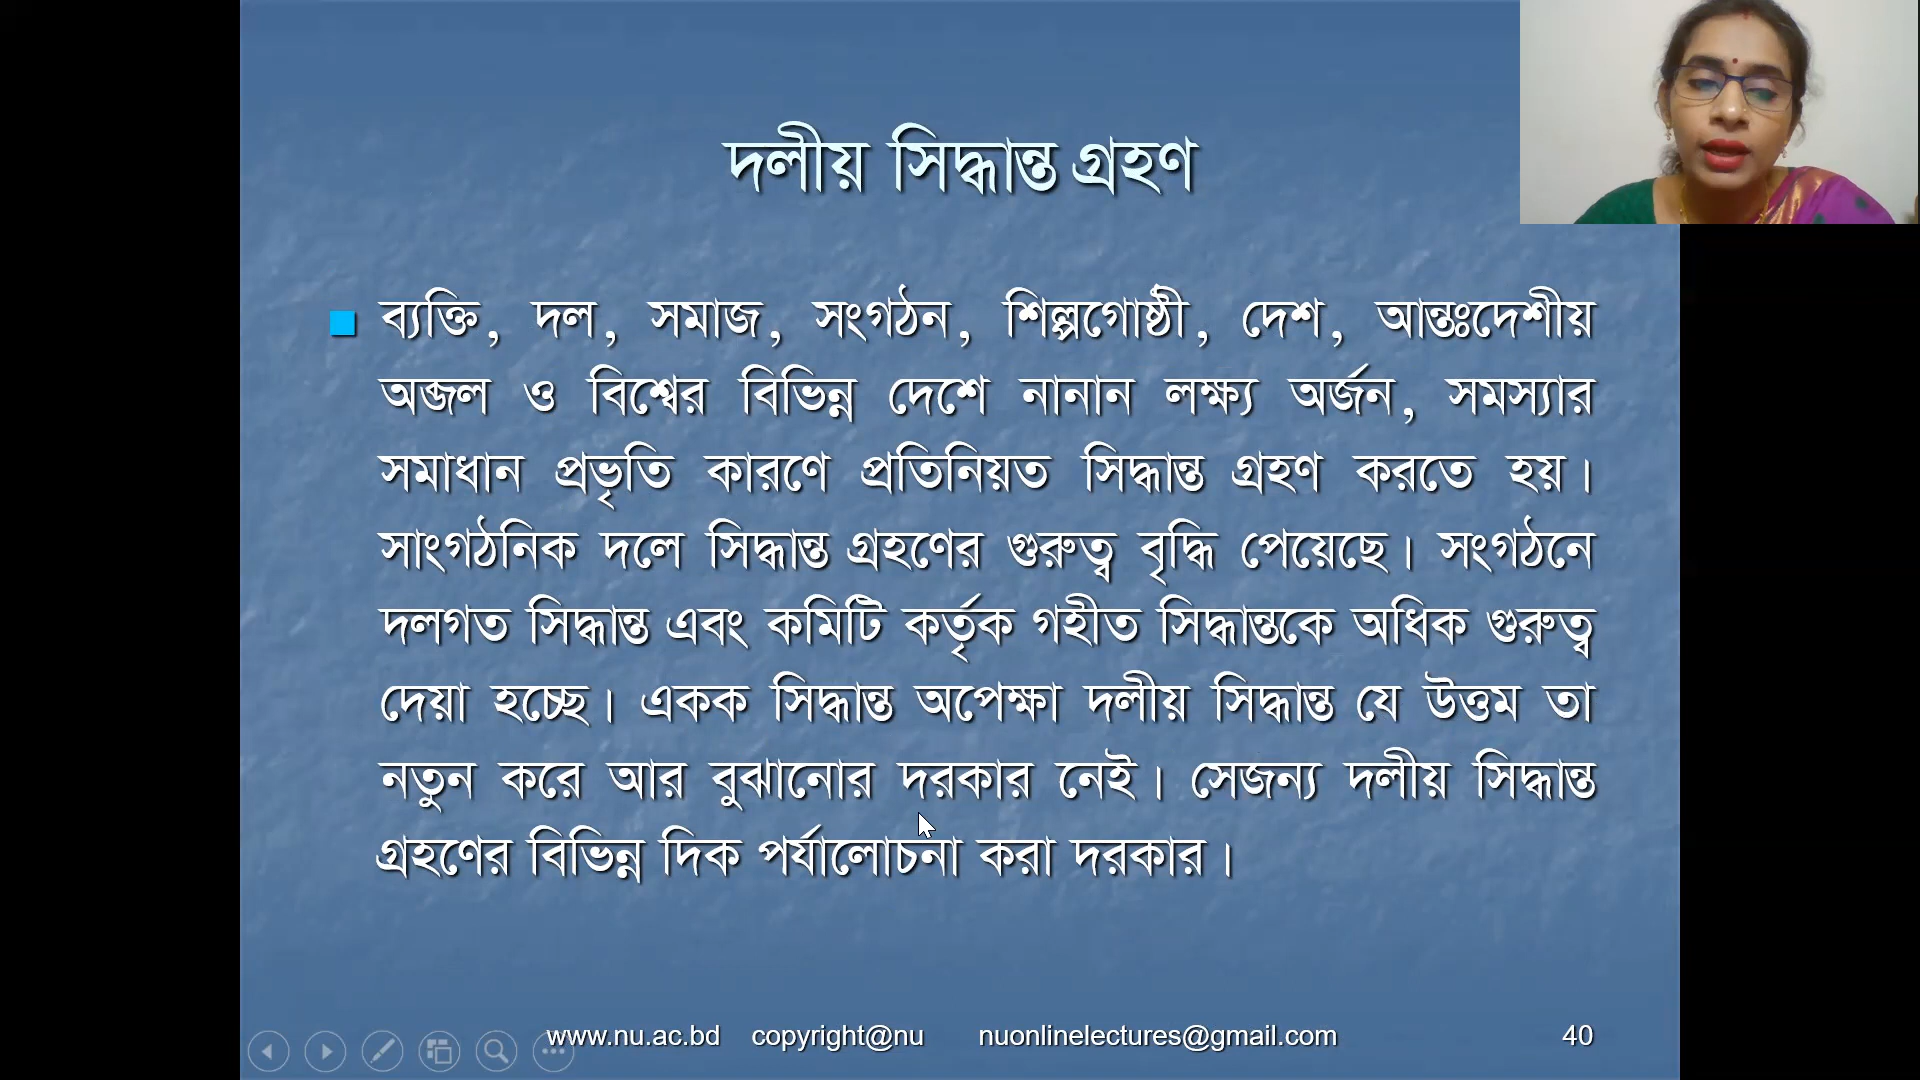 দলীয় সিদ্ধান্ত গ্রহণ
ব্যক্তি, দল, সমাজ, সংগঠন, শিল্পগোষ্ঠী, দেশ, আন্তঃদেশীয়
অব্জল ও বিশ্বের বিভিন্ন দেশে নানান লক্ষ্য অর্জন, সমস্যার
সমাধান প্রভৃতি কারণে প্রতিনিয়ত সিদ্ধান্ত গ্রহণ করতে হয়।
সাংগঠনিক দলে সিদ্ধান্ত গ্রহণের গুরুত্ব বৃদ্ধি পেয়েছে। সংগঠনে
দলগত সিদ্ধান্ত এবং কমিটি কর্তৃক গহীত সিদ্ধান্তকে অধিক গুরুত্ব
দেয়া হচ্ছে। একক সিদ্ধান্ত অপেক্ষা দলীয় সিদ্ধান্ত যে উত্তম তা
নতুন করে আর বুঝানোর দরকার নেই। সেজন্য দলীয় সিদ্ধান্ত
গ্রহণের বিভিন্ন দিক পর্যালোচনা করা দরকার।
www.nu.ac.bd copyright@nu nuonlinelectures@gmail.com 40